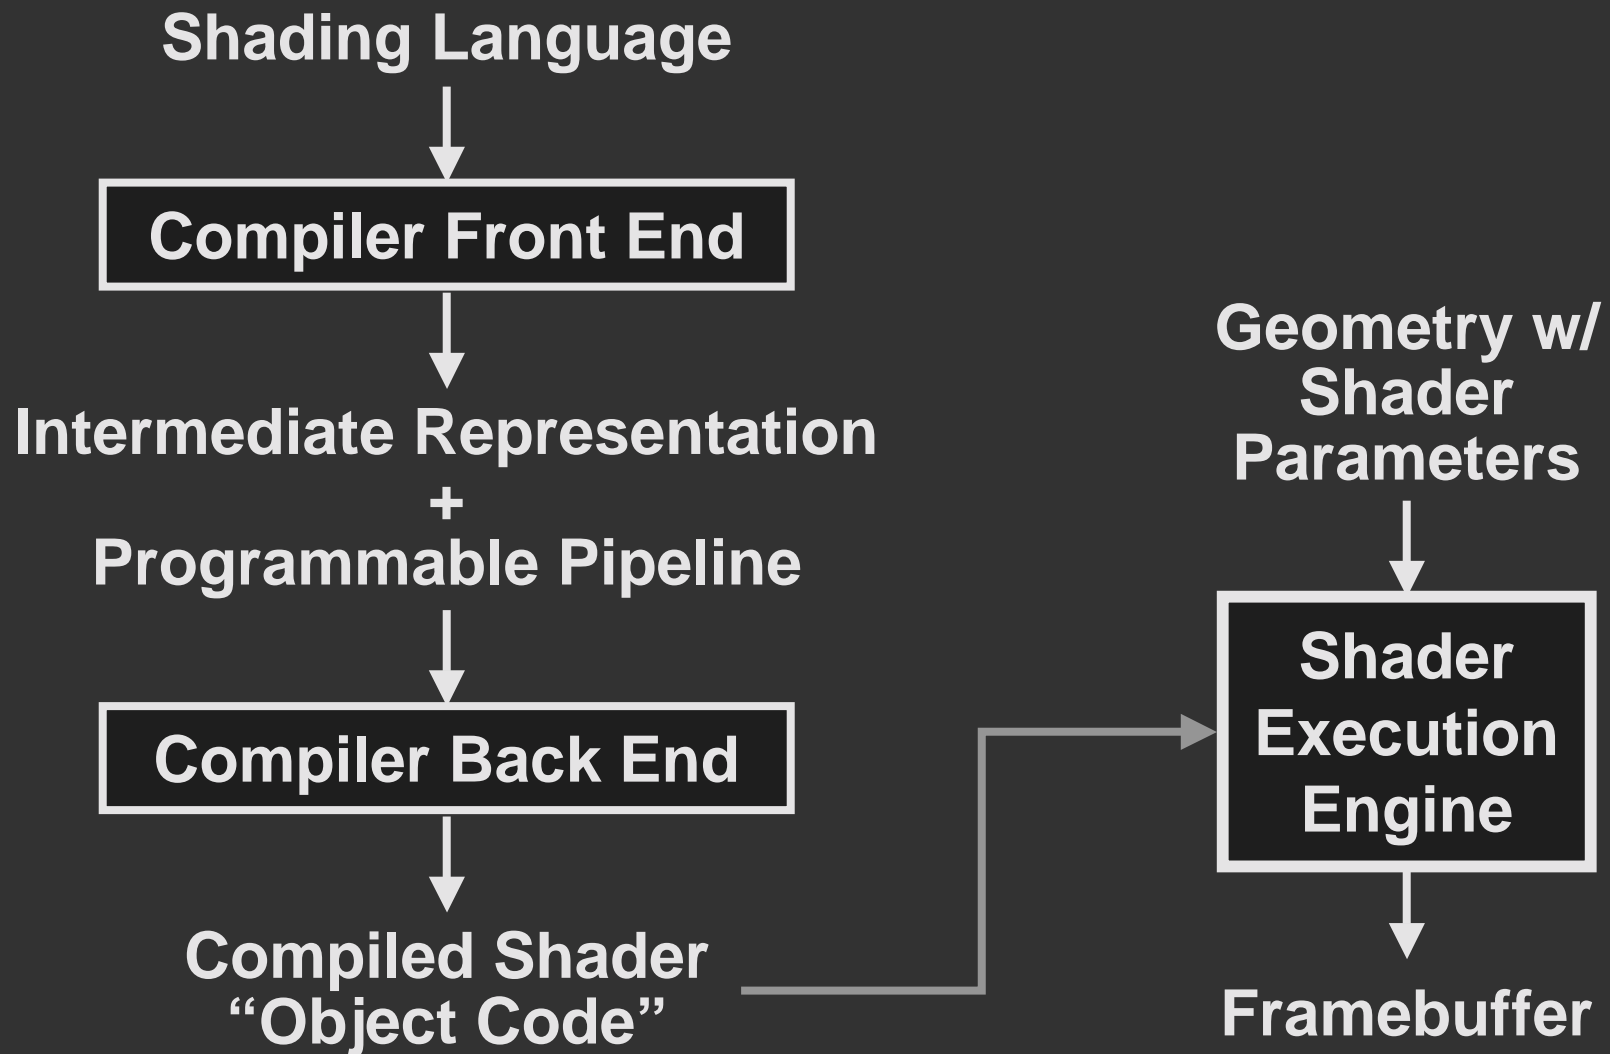 Shading Language
Compiler Front End
Intermediate Representation
+
Programmable Pipeline
Compiler Back End
Compiled Shader
“Object Code”
Geometry w/
Shader
Parameters
Shader
Execution
Engine
Framebuffer